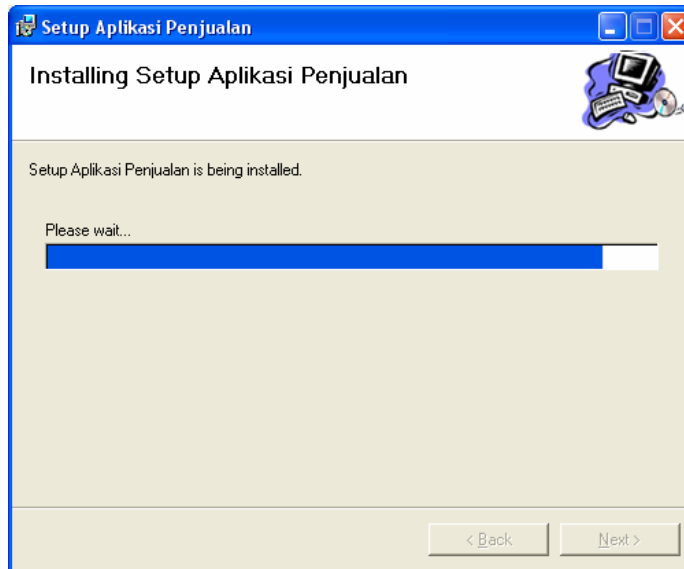 Setup Aplikasi Penjualan
Installing Setup Aplikasi Penjualan
Setup Aplikasi Penjualan is being installed.
Please wait...
< Back
Next >